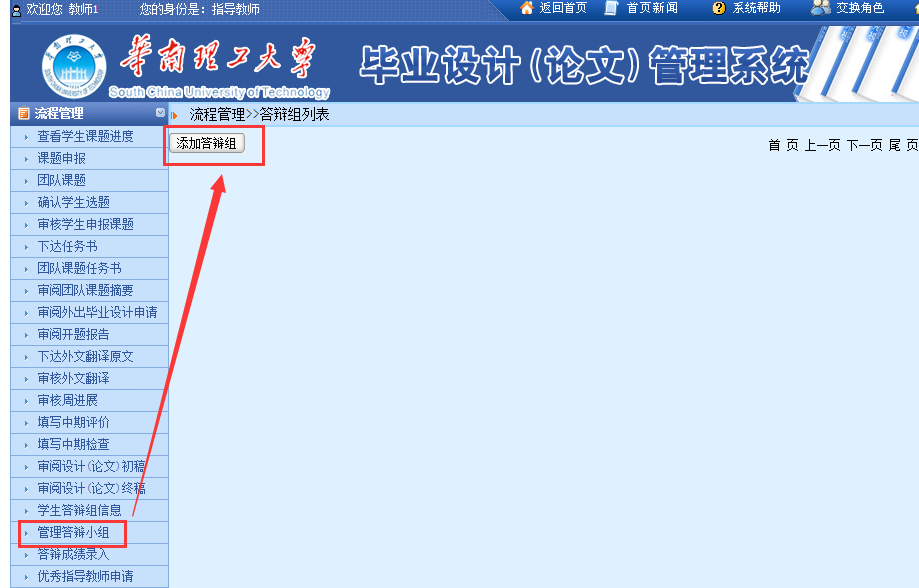 欢迎您 教师1 您的身份是：指导教师 返回首页 首页新闻 系统帮助 交换角色
华南理工大学
South China University of Technology
毕业设计(论文)管理系统
流程管理
流程管理>>答辩组列表
添加答辩组
首 页 上一页 下一页 尾 页
查看学生课题进度
课题申报
团队课题
确认学生选题
审核学生申报课题
下达任务书
团队课题任务书
审阅团队课题摘要
审阅外出毕业设计申请
审阅开题报告
下达外文翻译原文
审核外文翻译
审核周进展
填写中期评价
填写中期检查
审阅设计(论文)初稿
审阅设计(论文)终稿
学生答辩组信息
管理答辩小组
答辩成绩录入
优秀指导教师申请